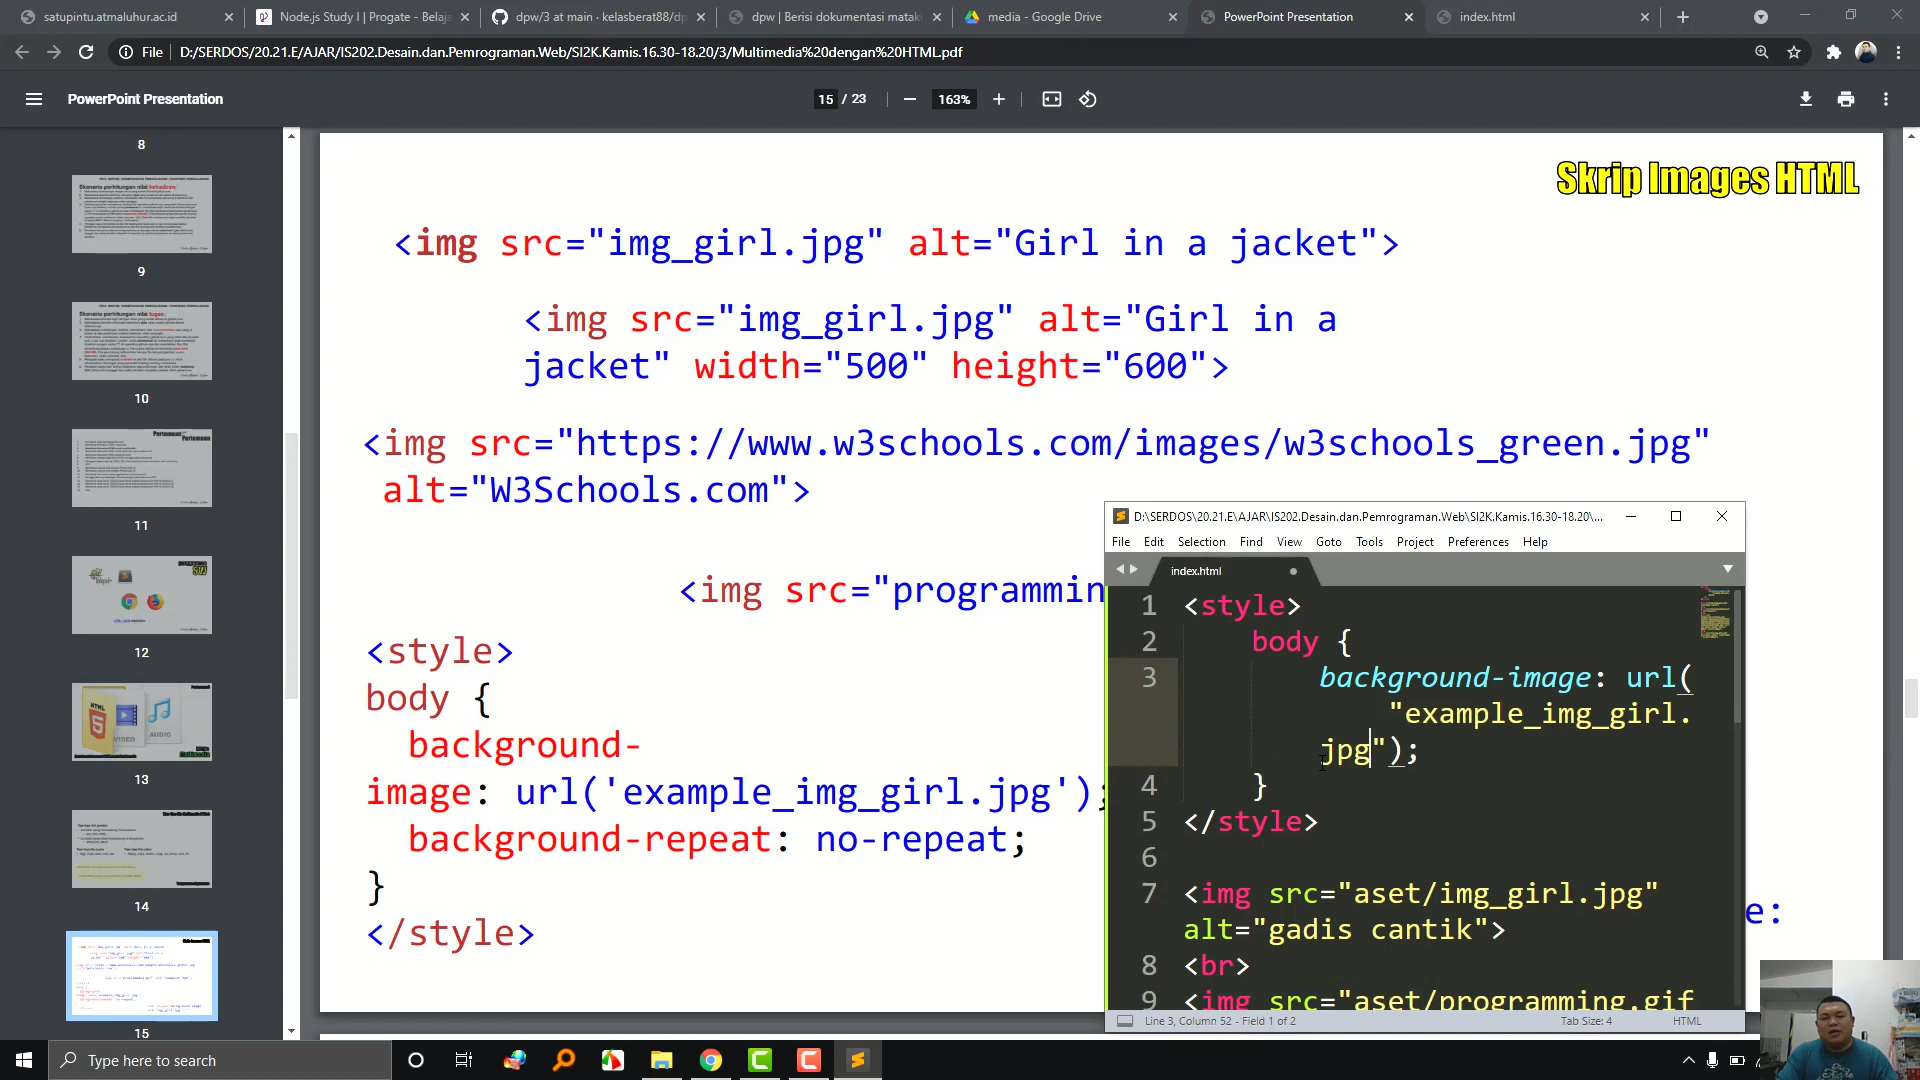 satupintu.atmaluhur.ac.id
Node.js Study I | Progate - Belaja
dpw/3 at main · kelasberat88/dp
dpw | Berisi dokumentasi mataku
media - Google Drive
PowerPoint Presentation
index.html
File
D:/SERDOS/20.21.E/AJAR/IS202.Desain.dan.Pemrograman.Web/SI2K.Kamis.16.30-18.20/3/Multimedia%20dengan%20HTML.pdf
PowerPoint Presentation
15 / 23
163%
8
9
10
11
12
13
14
15
Skrip Images HTML
<img src="img_girl.jpg" alt="Girl in a jacket">
<img src="img_girl.jpg" alt="Girl in a
jacket" width="500" height="600">
<img src="https://www.w3schools.com/images/w3schools_green.jpg"
alt="W3Schools.com">
<img src="programmin
<style>
body {
background-
image: url('example_img_girl.jpg');
background-repeat: no-repeat;
}
</style>
e:
D:\SERDOS\20.21.E\AJAR\IS202.Desain.dan.Pemrograman.Web\SI2K.Kamis.16.30-18.20\...
File Edit Selection Find View Goto Tools Project Preferences Help
index.html
1 <style>
2 body {
3 background-image: url(
"example_img_girl.
jpg");
4 }
5 </style>
6
7 <img src="aset/img_girl.jpg"
alt="gadis cantik">
8 <br>
9 <img src="aset/programming.gif
Line 3, Column 52 - Field 1 of 2
Tab Size: 4
HTML
Type here to search